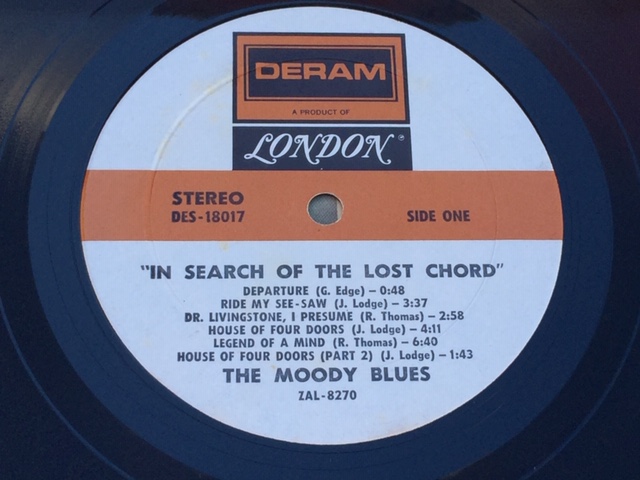 DERAM
A PRODUCT OF
LONDON®
STEREO
DES-18017
SIDE ONE
"IN SEARCH OF THE LOST CHORD"
DEPARTURE (G. Edge) – 0:48
RIDE MY SEE-SAW (J. Lodge) – 3:37
DR. LIVINGSTONE, I PRESUME (R. Thomas) – 2:58
HOUSE OF FOUR DOORS (J. Lodge) – 4:11
LEGEND OF A MIND (R. Thomas) – 6:40
HOUSE OF FOUR DOORS (PART 2) (J. Lodge) – 1:43
THE MOODY BLUES
ZAL-8270